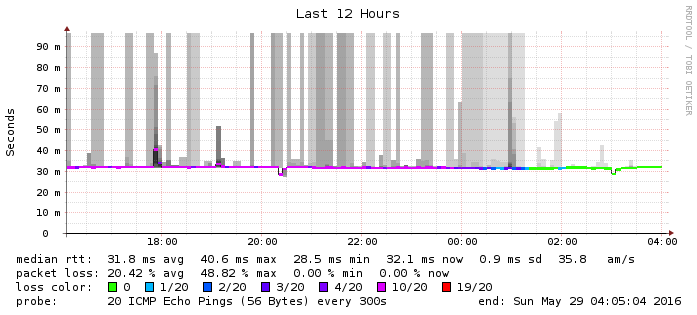 Last 12 Hours
RRDTOOL / TOBI OETIKER
Seconds
90 m
80 m
70 m
60 m
50 m
40 m
30 m
20 m
10 m
0
18:00 20:00 22:00 00:00 02:00 04:00
median rtt: 31.8 ms avg 40.6 ms max 28.5 ms min 32.1 ms now 0.9 ms sd 35.8 am/s
packet loss: 20.42 % avg 48.82 % max 0.00 % min 0.00 % now
loss color: 0 1/20 2/20 3/20 4/20 10/20 19/20
probe: 20 ICMP Echo Pings (56 Bytes) every 300s end: Sun May 29 04:05:04 2016